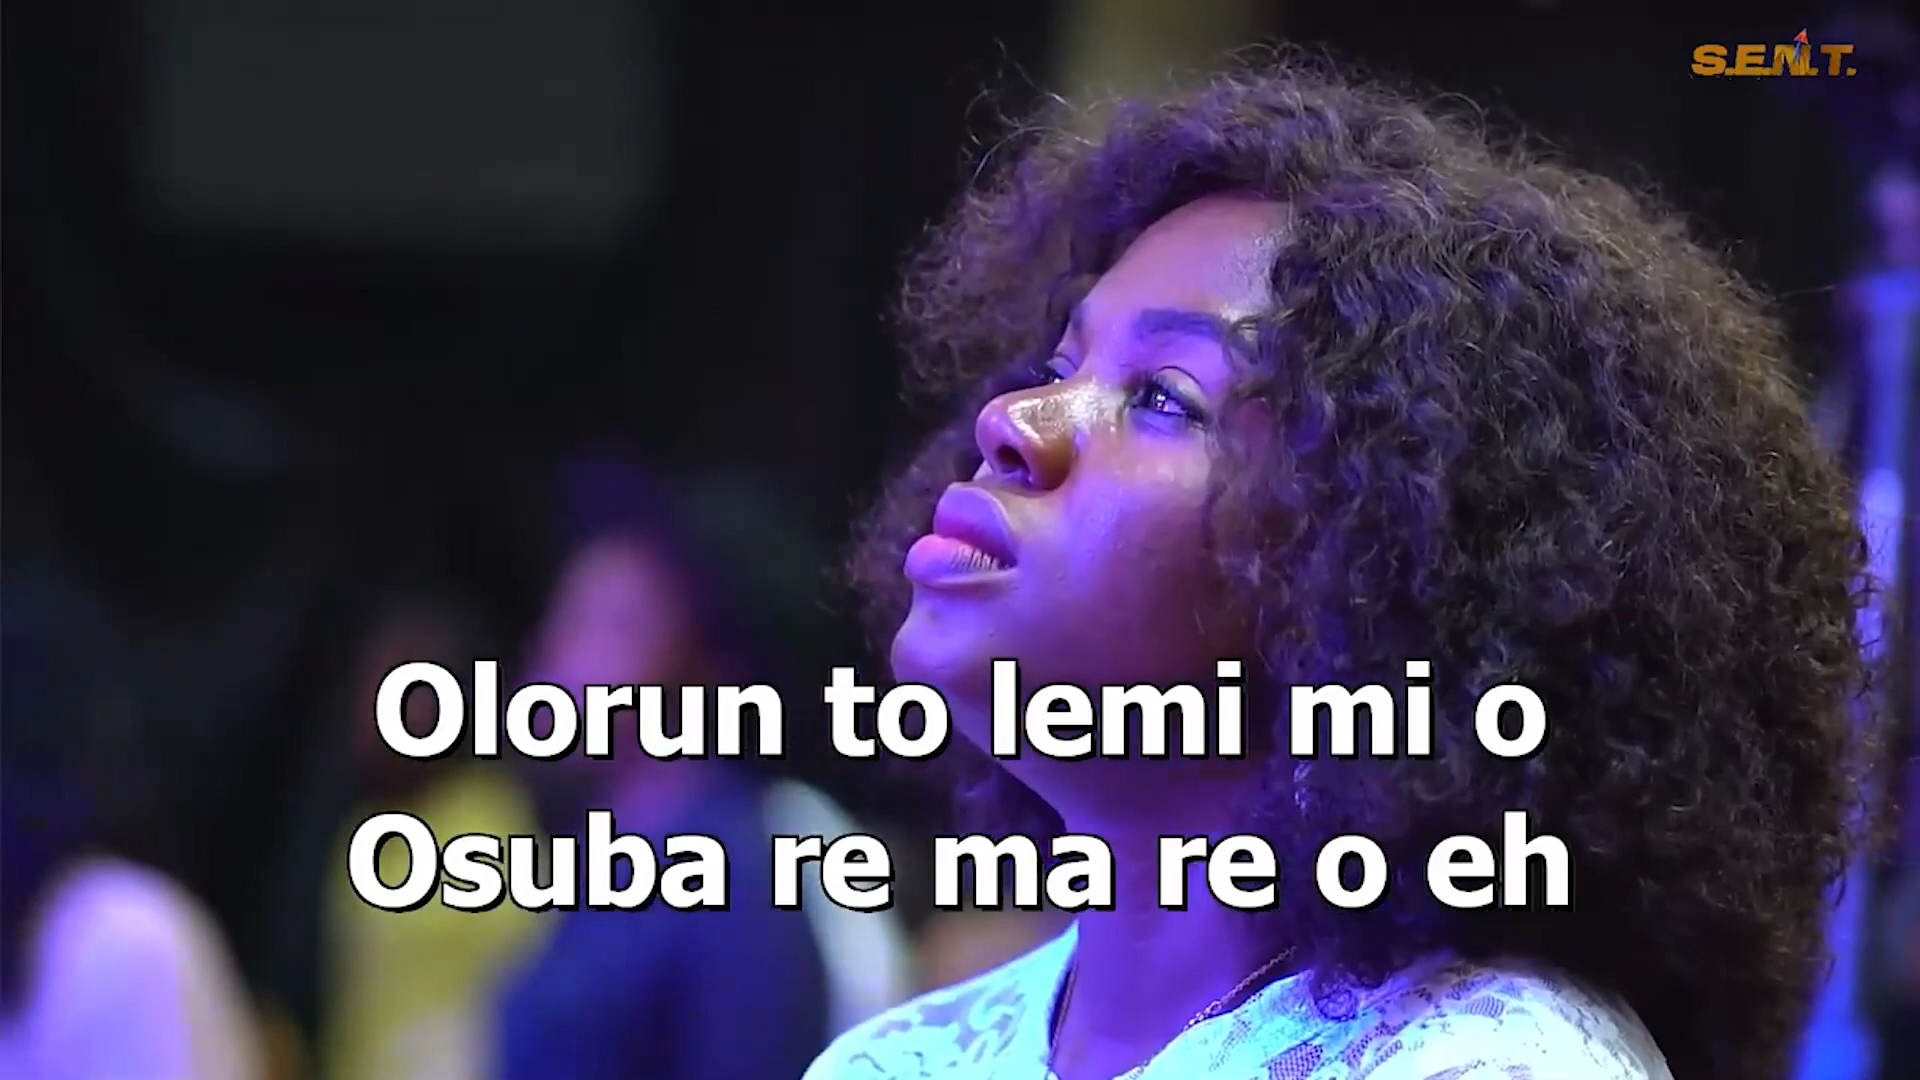 S.E.N.T.
Olorun to lemi mi o
Osuba re ma re o eh